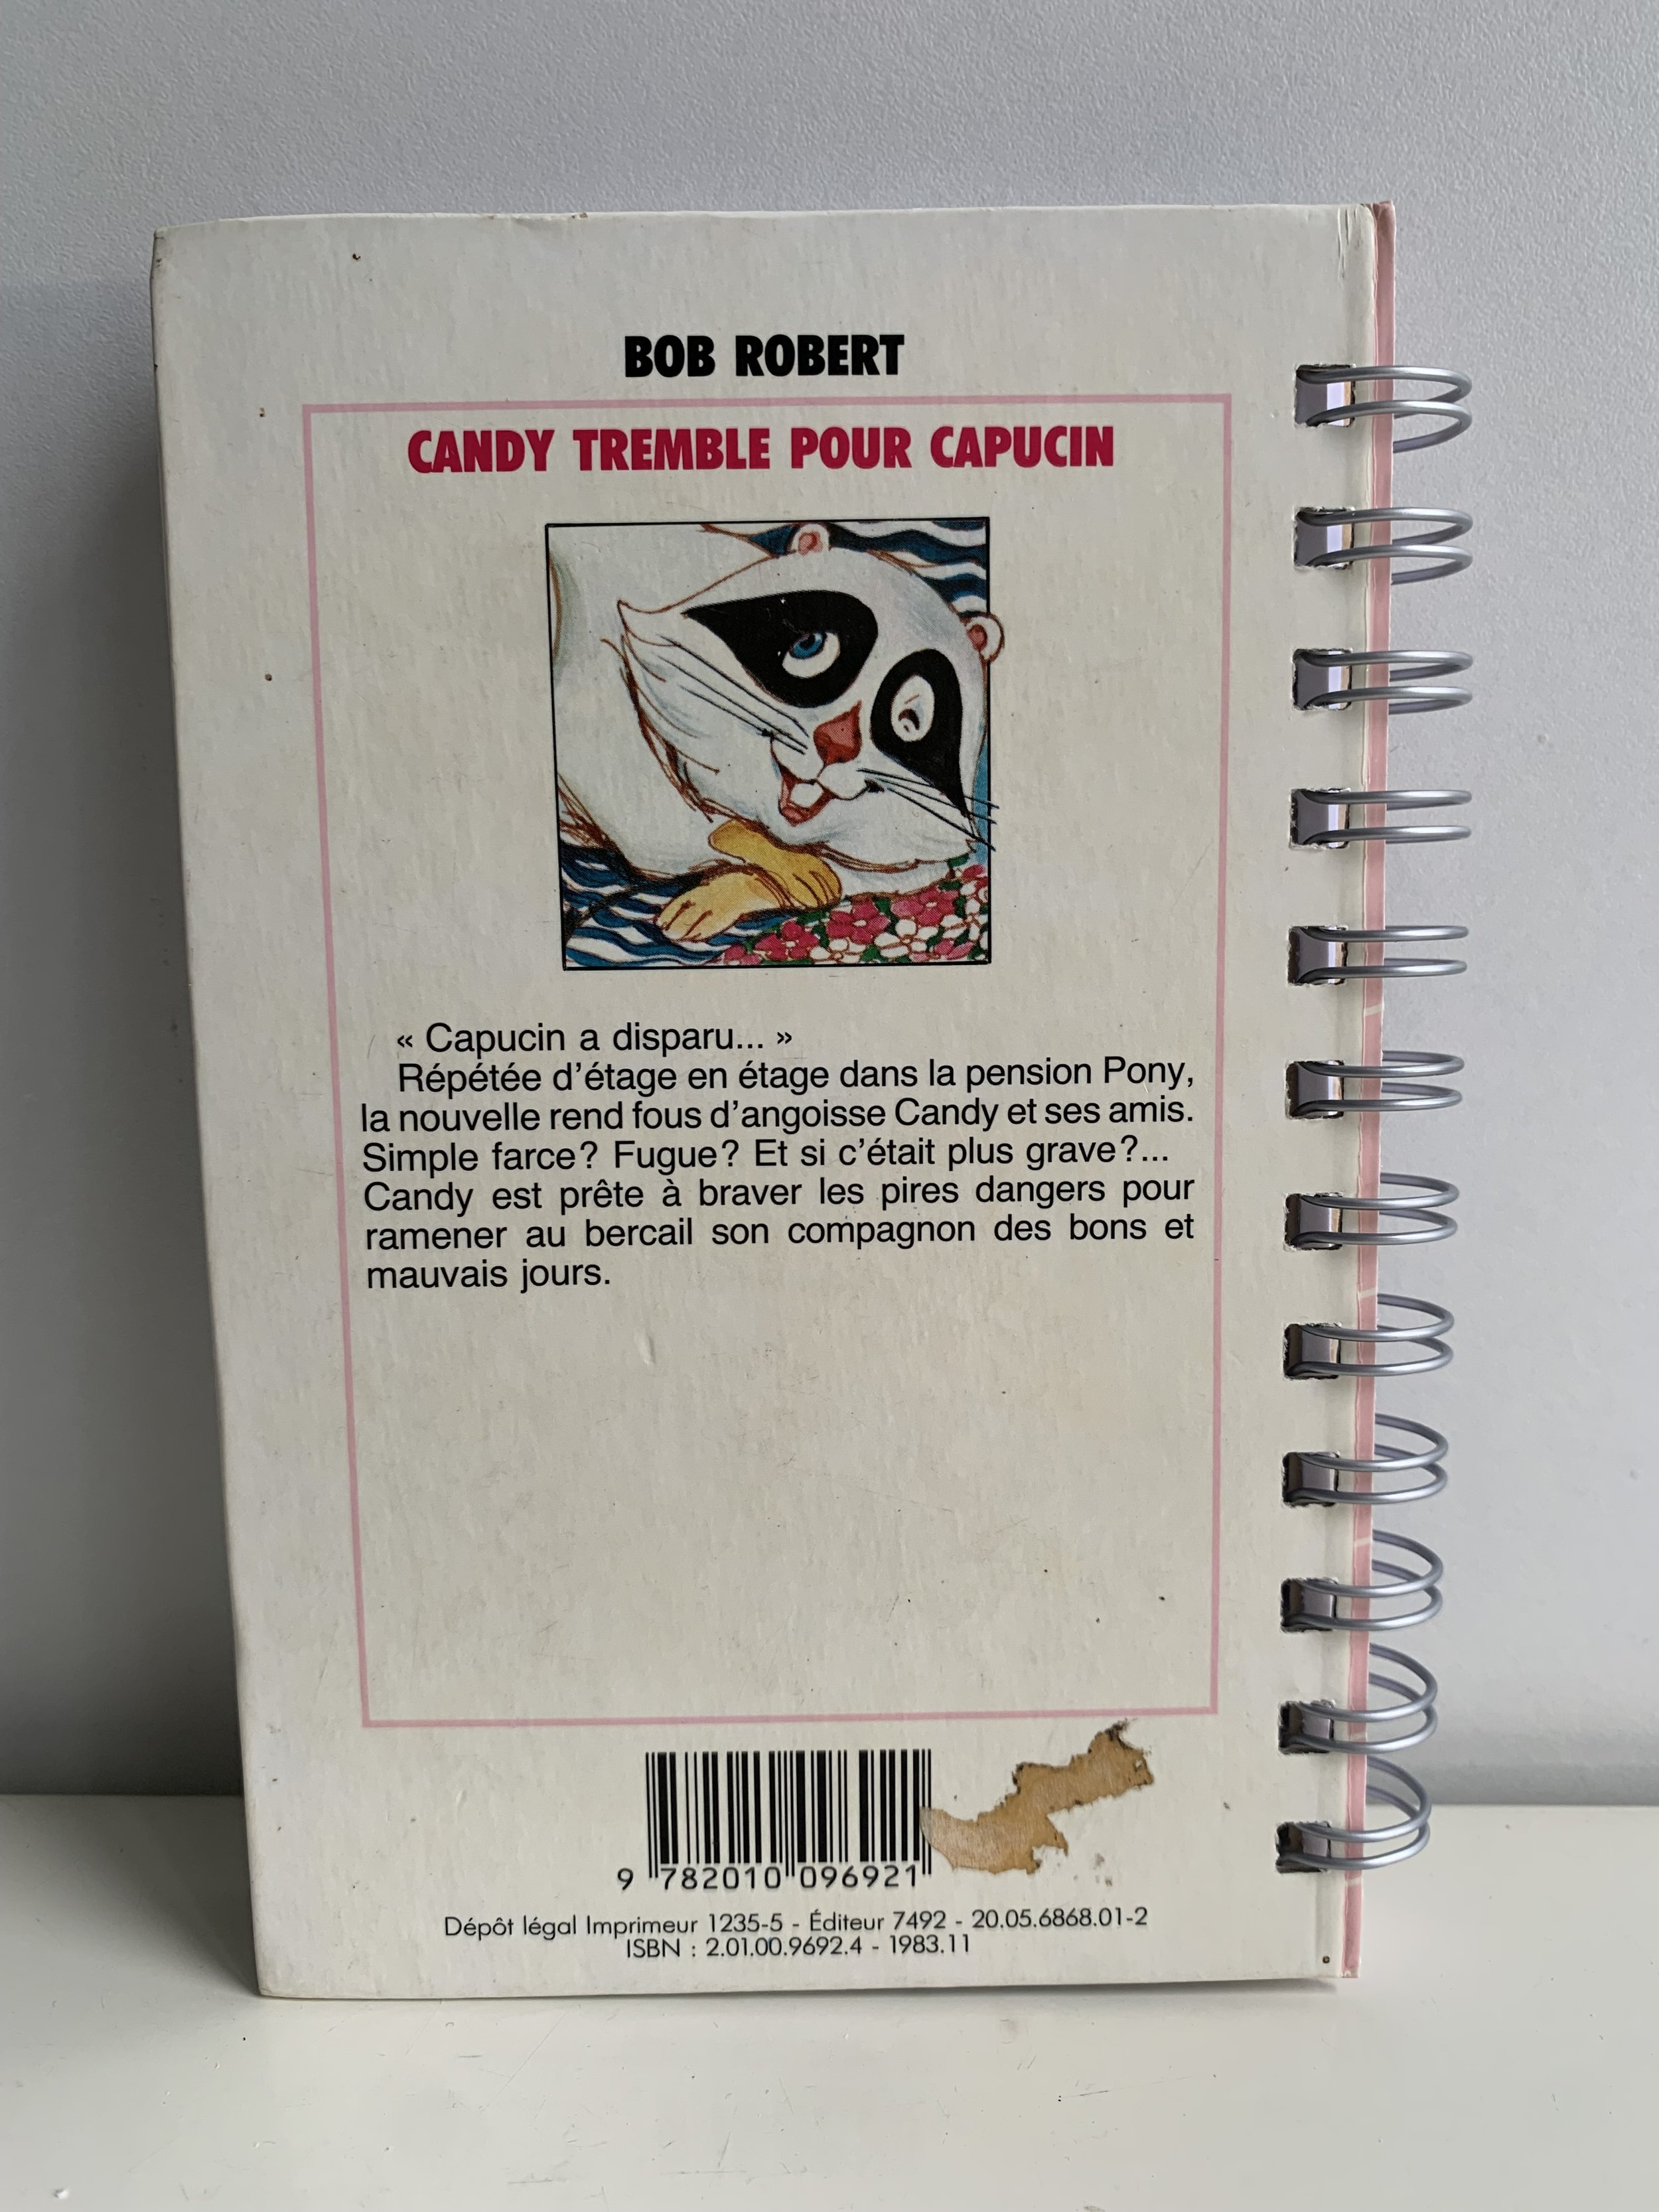 BOB ROBERT
CANDY TREMBLE POUR CAPUCIN
« Capucin a disparu... »
Répétée d'étage en étage dans la pension Pony,
la nouvelle rend fous d'angoisse Candy et ses amis.
Simple farce? Fugue? Et si c'était plus grave?...
Candy est prête à braver les pires dangers pour
ramener au bercail son compagnon des bons et
mauvais jours.
9 782010 096921
Dépôt légal Imprimeur 1235-5 - Éditeur 7492 - 20.05.6868.01-2
ISBN : 2.01.00.9692.4 - 1983.11